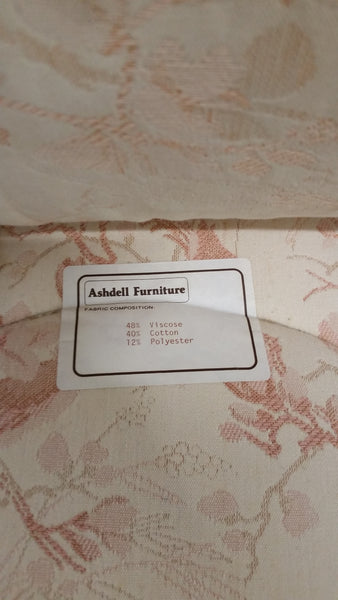 Ashdell Furniture
FABRIC COMPOSITION:
48% Viscose
40% Cotton
12% Polyester